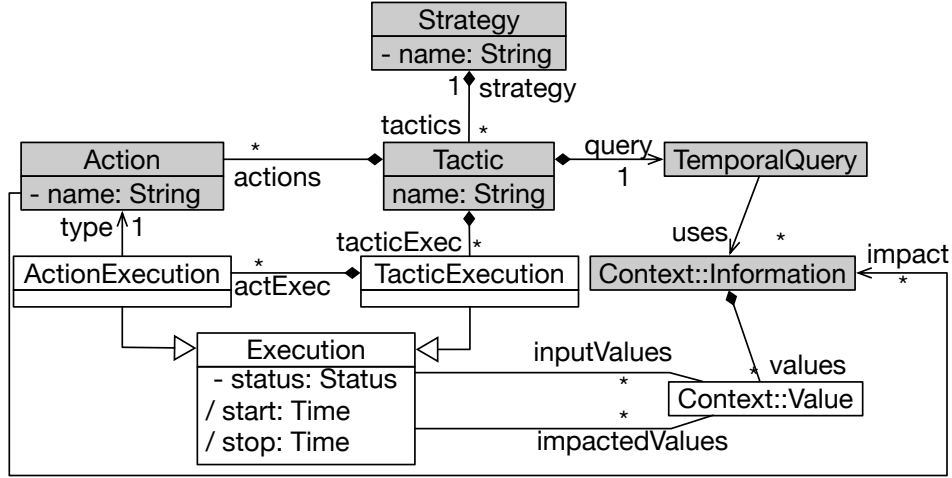 Strategy
- name: String
1
strategy
tactics
*
Action
- name: String
*
actions
Tactic
name: String
query
1
TemporalQuery
type
1
tacticExec
*
uses
*
ActionExecution
*
actExec
TacticExecution
Context::Information
impact
*
Execution
- status: Status
/ start: Time
/ stop: Time
inputValues
*
values
*
Context::Value
*
impactedValues